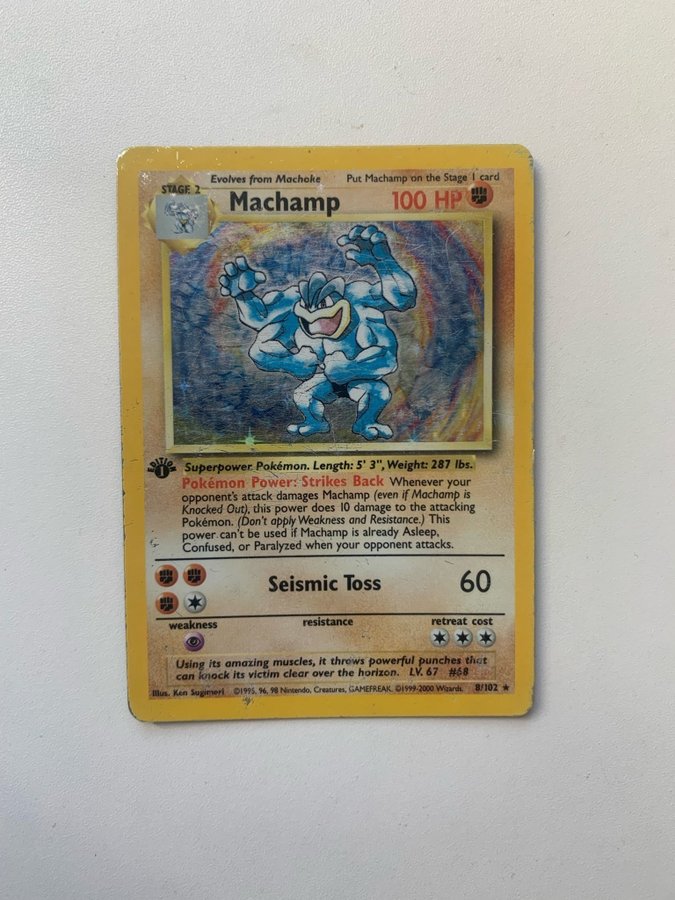 Evolves from Machoke Put Machamp on the Stage 1 card
STAGE 2
Machamp 100 HP
EDITION
1
Superpower Pokémon. Length: 5' 3", Weight: 287 lbs.
Pokémon Power: Strikes Back Whenever your
opponent's attack damages Machamp (even if Machamp is
Knocked Out), this power does 10 damage to the attacking
Pokémon. (Don't apply Weakness and Resistance.) This
power can't be used if Machamp is already Asleep,
Confused, or Paralyzed when your opponent attacks.
Seismic Toss 60
weakness resistance retreat cost
Using its amazing muscles, it throws powerful punches that
can knock its victim clear over the horizon. LV. 67 #68
Illus. Ken Sugimori ©1995, 96, 98 Nintendo, Creatures, GAMEFREAK. ©1999-2000 Wizards. 8/102 ★